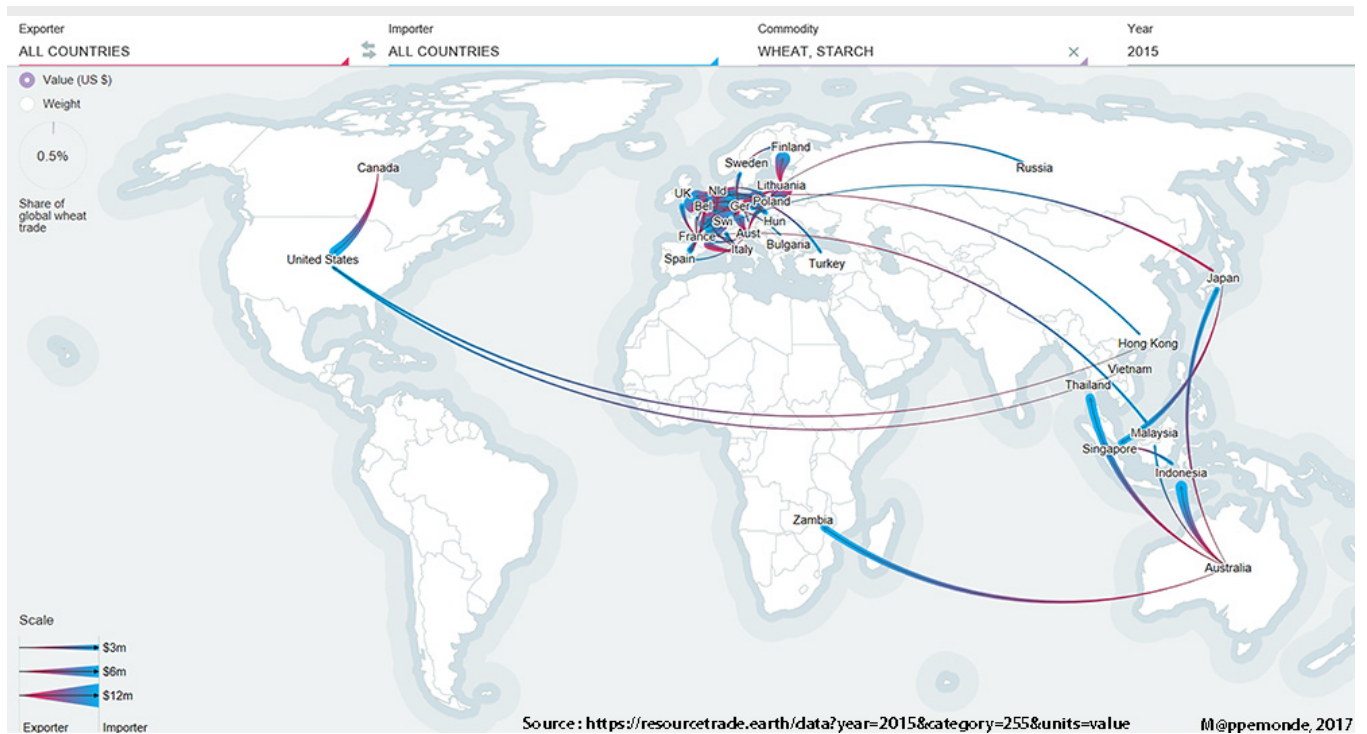 Exporter
ALL COUNTRIES
Importer
ALL COUNTRIES
Commodity
WHEAT, STARCH
Year
2015
Value (US $)
Weight
0.5%
Share of
global wheat
trade
Canada
United States
Finland
Sweden
Russia
UK
Nld
Lithuania
Bel
Ger
Poland
Swi
Hun
France
Aust
Bulgaria
Spain
Italy
Turkey
Japan
Hong Kong
Vietnam
Thailand
Malaysia
Singapore
Indonesia
Zambia
Australia
Scale
$3m
$6m
$12m
Exporter
Importer
Source : https://resourcetrade.earth/data?year=2015&category=255&units=value
M@ppemonde, 2017